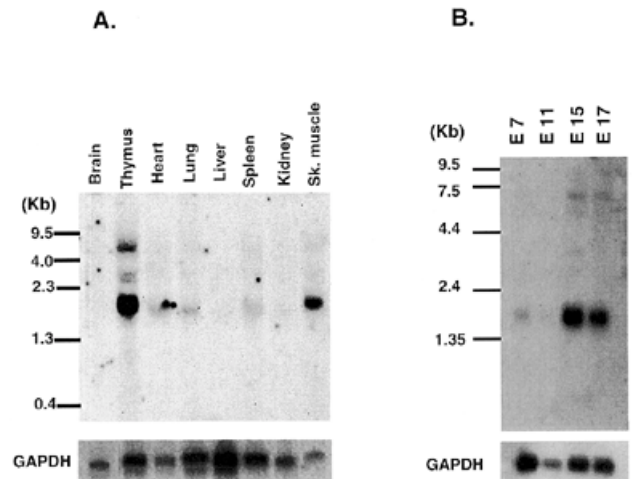 A.
Brain
Thymus
Heart
Lung
Liver
Spleen
Kidney
Sk. muscle
(Kb)
9.5
4.0
2.3
1.3
0.4
GAPDH
B.
E 7
E 11
E 15
E 17
(Kb)
9.5
7.5
4.4
2.4
1.35
GAPDH